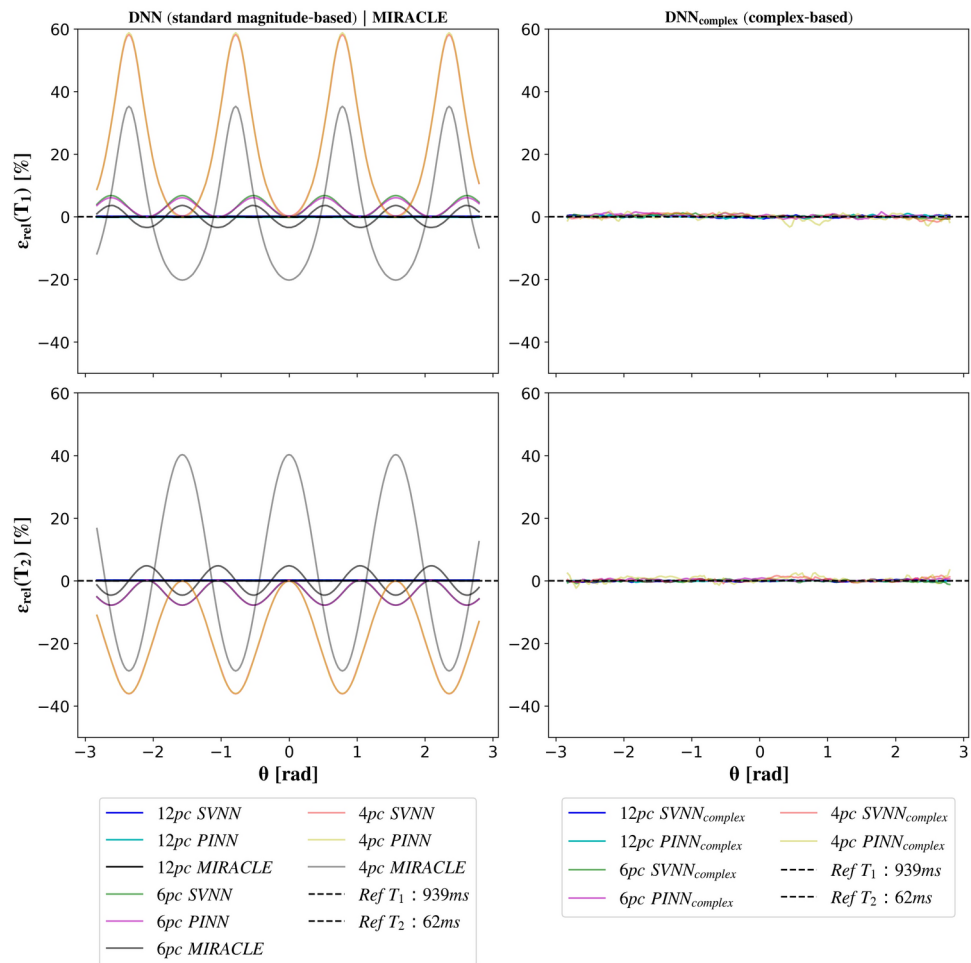 DNN (standard magnitude-based) | MIRACLE
DNNcomplex (complex-based)
60
40
20
0
−20
−40
εrel(T1) [%]
60
40
20
0
−20
−40
60
40
20
0
−20
−40
εrel(T2) [%]
60
40
20
0
−20
−40
−3 −2 −1 0 1 2 3
θ [rad]
−3 −2 −1 0 1 2 3
θ [rad]
12pc SVNN
12pc PINN
12pc MIRACLE
6pc SVNN
6pc PINN
6pc MIRACLE
4pc SVNN
4pc PINN
4pc MIRACLE
Ref T1 : 939ms
Ref T2 : 62ms
12pc SVNNcomplex
12pc PINNcomplex
6pc SVNNcomplex
6pc PINNcomplex
4pc SVNNcomplex
4pc PINNcomplex
Ref T1 : 939ms
Ref T2 : 62ms